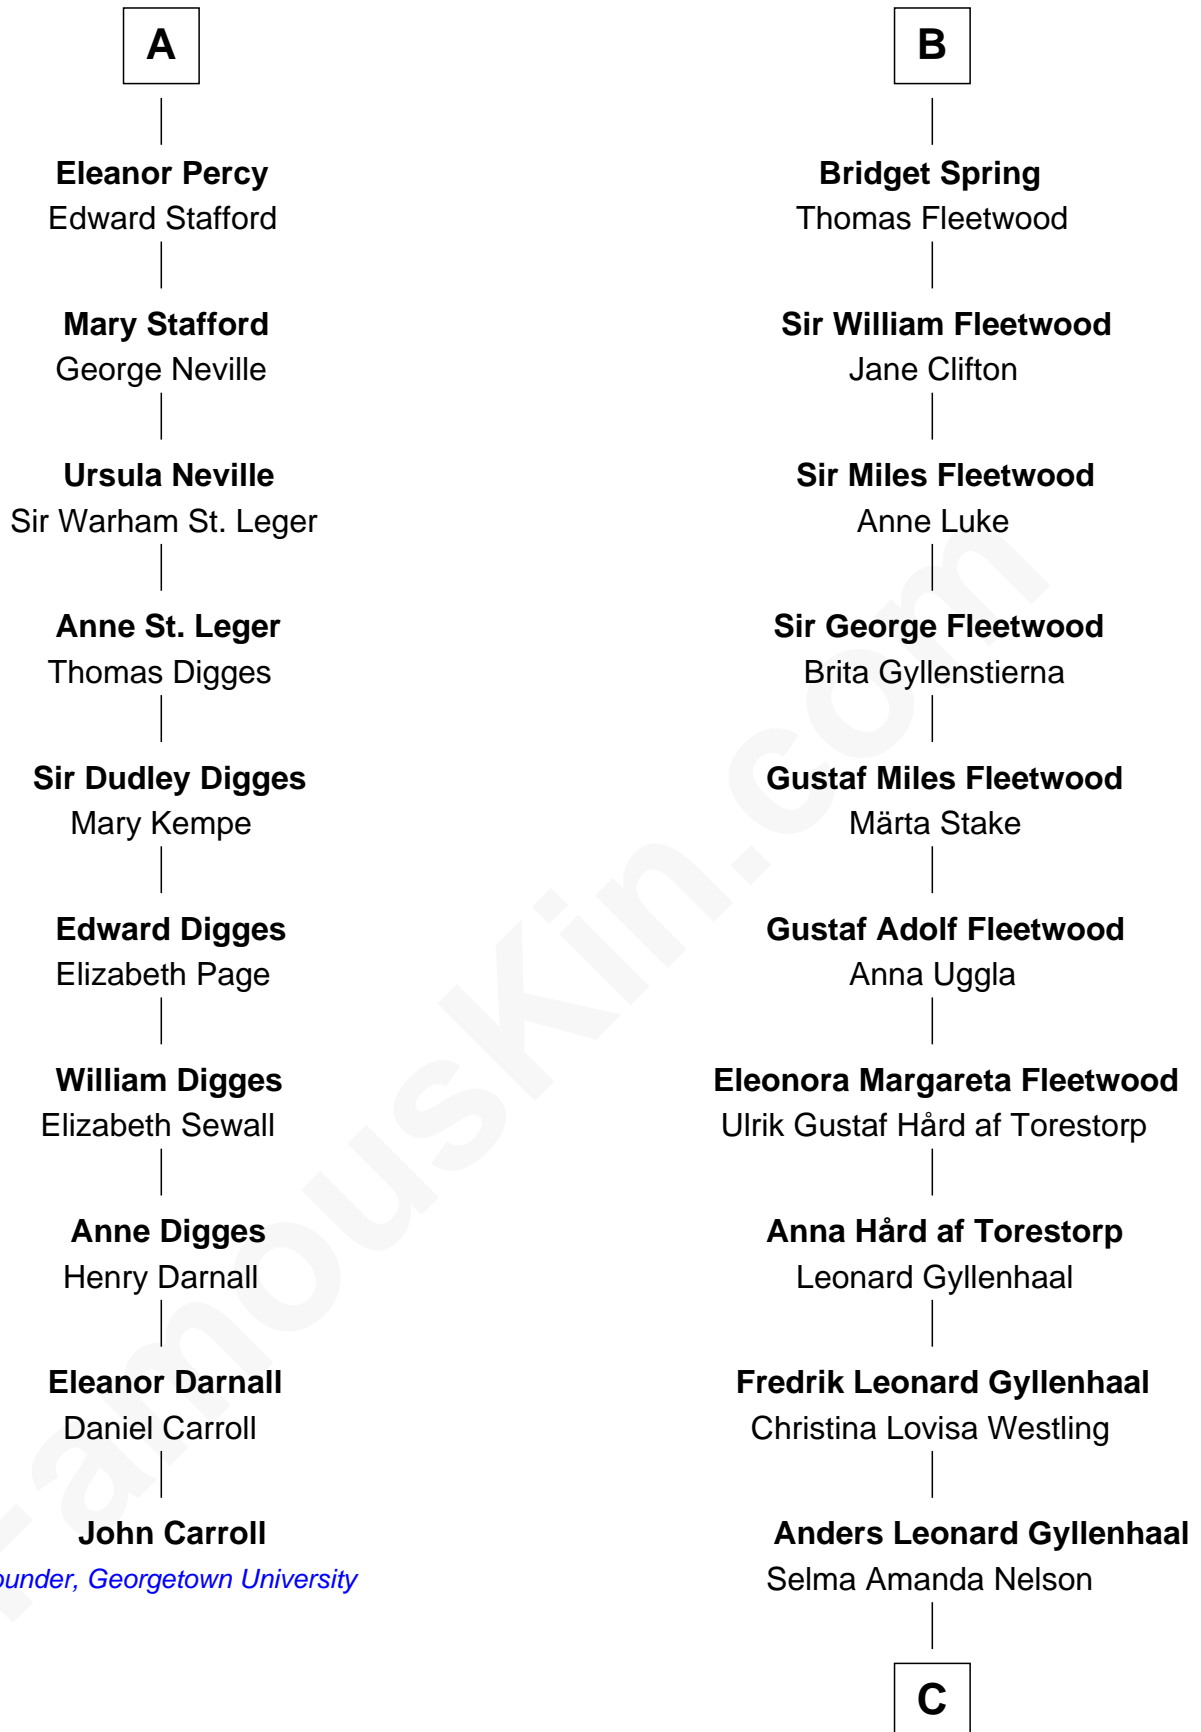 A
Eleanor Percy
Edward Stafford
Mary Stafford
George Neville
Ursula Neville
Sir Warham St. Leger
Anne St. Leger
Thomas Digges
Sir Dudley Digges
Mary Kempe
Edward Digges
Elizabeth Page
William Digges
Elizabeth Sewall
Anne Digges
Henry Darnall
Eleanor Darnall
Daniel Carroll
John Carroll
ounder, Georgetown University
B
Bridget Spring
Thomas Fleetwood
Sir William Fleetwood
Jane Clifton
Sir Miles Fleetwood
Anne Luke
Sir George Fleetwood
Brita Gyllenstierna
Gustaf Miles Fleetwood
Märta Stake
Gustaf Adolf Fleetwood
Anna Uggla
Eleonora Margareta Fleetwood
Ulrik Gustaf Hård af Torestorp
Anna Hård af Torestorp
Leonard Gyllenhaal
Fredrik Leonard Gyllenhaal
Christina Lovisa Westling
Anders Leonard Gyllenhaal
Selma Amanda Nelson
C
FamousKin.com